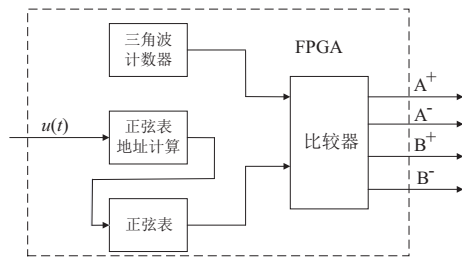 三角波
计数器
FPGA
A+
A-
B+
B-
u(t)
正弦表
地址计算
比较器
正弦表